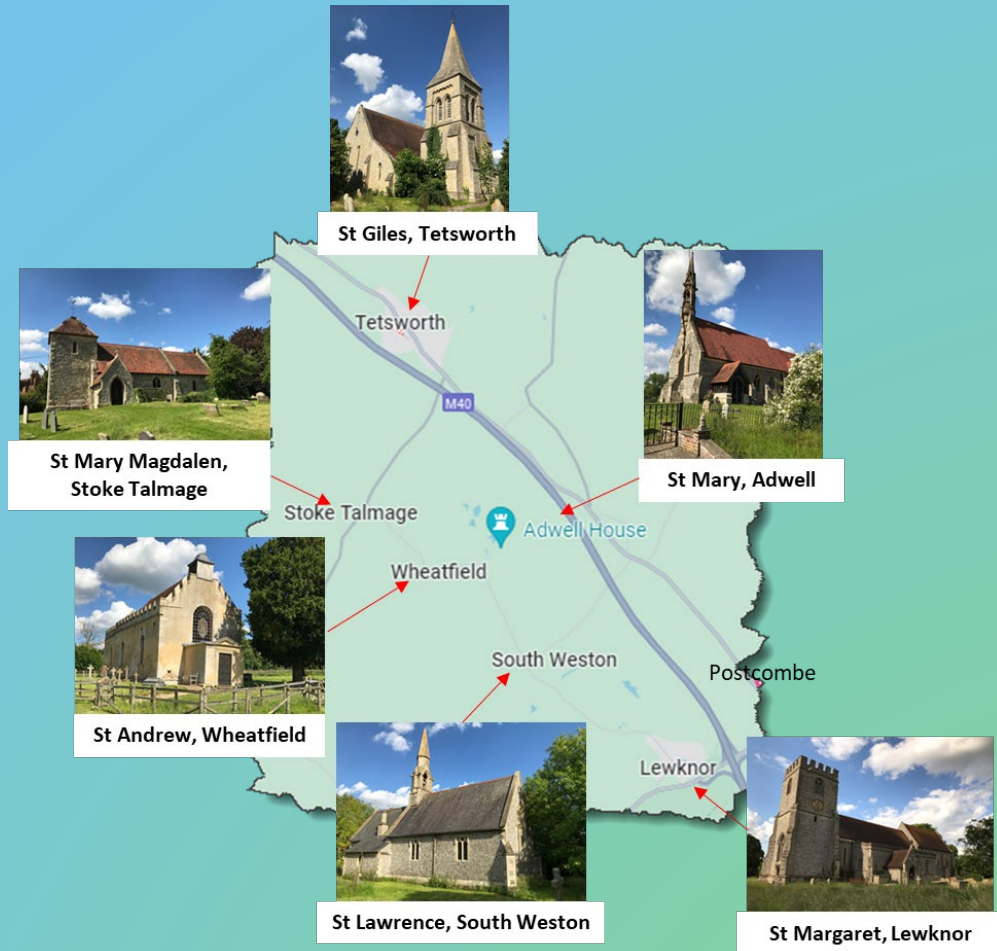 St Giles, Tetsworth
Tetsworth
M40
St Mary Magdalen,
Stoke Talmage
St Mary, Adwell
Stoke Talmage
Adwell House
Wheatfield
St Andrew, Wheatfield
South Weston
Postcombe
Lewknor
St Lawrence, South Weston
St Margaret, Lewknor